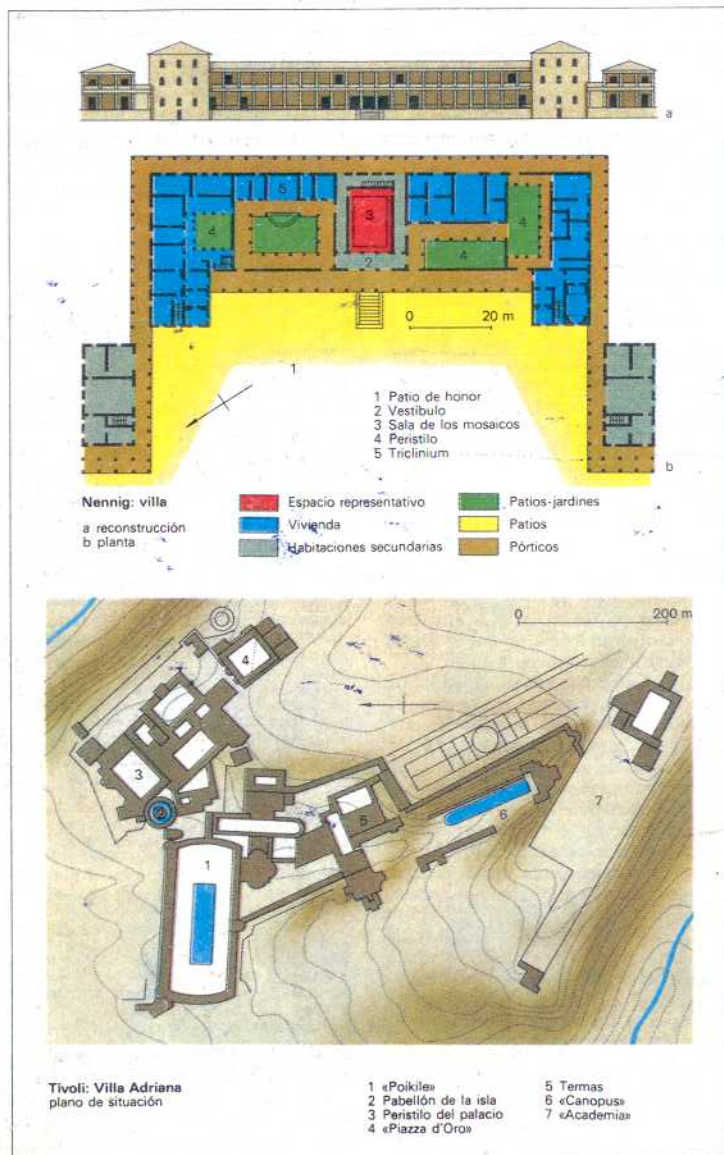 a
5
4
3
4
2
4
0 20 m
1
1 Patio de honor
2 Vestíbulo
3 Sala de los mosaicos
4 Peristilo
5 Triclinium
b
Nennig: villa
a reconstrucción
b planta
Espacio representativo
Vivienda
Habitaciones secundarias
Patios-jardines
Patios
Pórticos
0 200 m
4
3
2
1
5
6
7
Tivoli: Villa Adriana
plano de situación
1 «Poikile»
2 Pabellón de la isla
3 Peristilo del palacio
4 «Piazza d'Oro»
5 Termas
6 «Canopus»
7 «Academia»